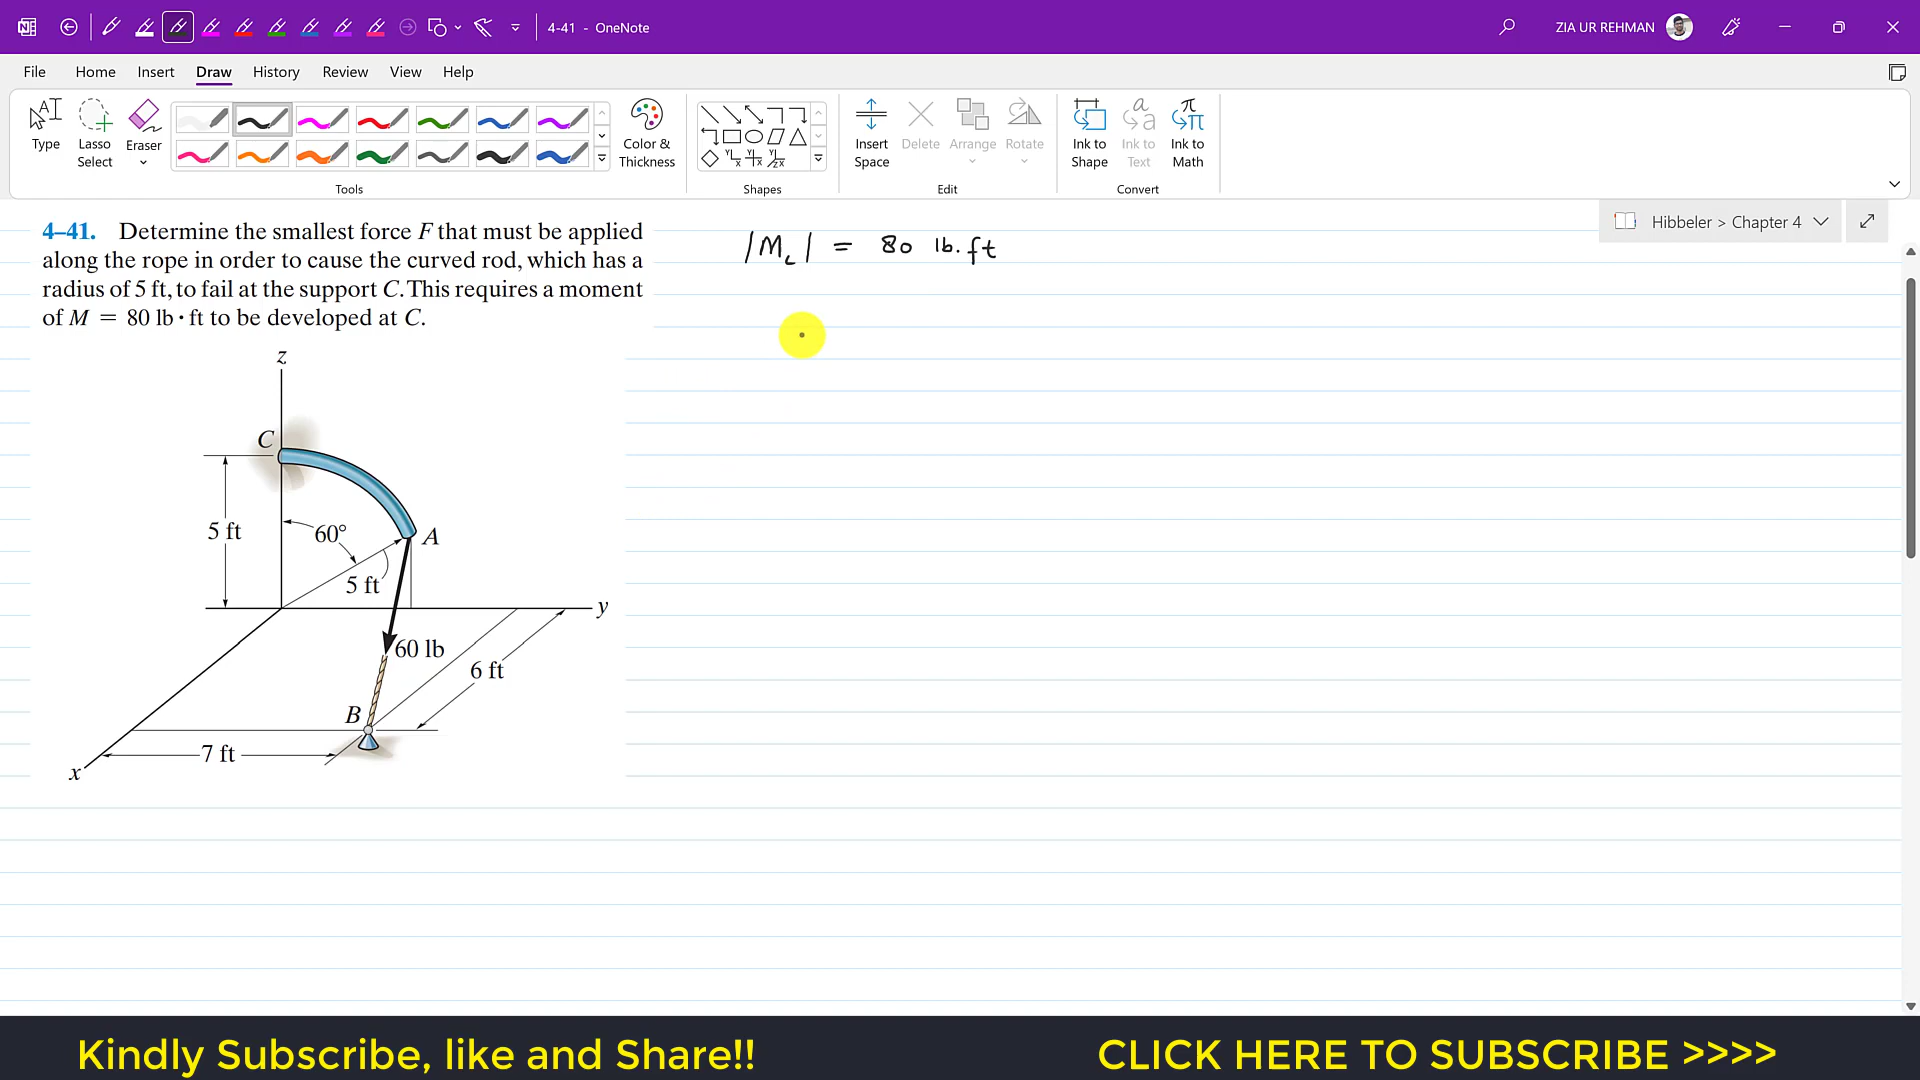 4-41 - OneNote
ZIA UR REHMAN
File Home Insert Draw History Review View Help
Type
Lasso Select
Eraser
Color & Thickness
Insert Space
Delete
Arrange
Rotate
Ink to Shape
Ink to Text
Ink to Math
Tools Shapes Edit Convert
Hibbeler > Chapter 4
4–41. Determine the smallest force F that must be applied
along the rope in order to cause the curved rod, which has a
radius of 5 ft, to fail at the support C. This requires a moment
of M = 80 lb · ft to be developed at C.
|Mc| = 80 lb.ft
z
C
5 ft
60°
A
5 ft
y
60 lb
6 ft
B
7 ft
x
Kindly Subscribe, like and Share!!
CLICK HERE TO SUBSCRIBE >>>>